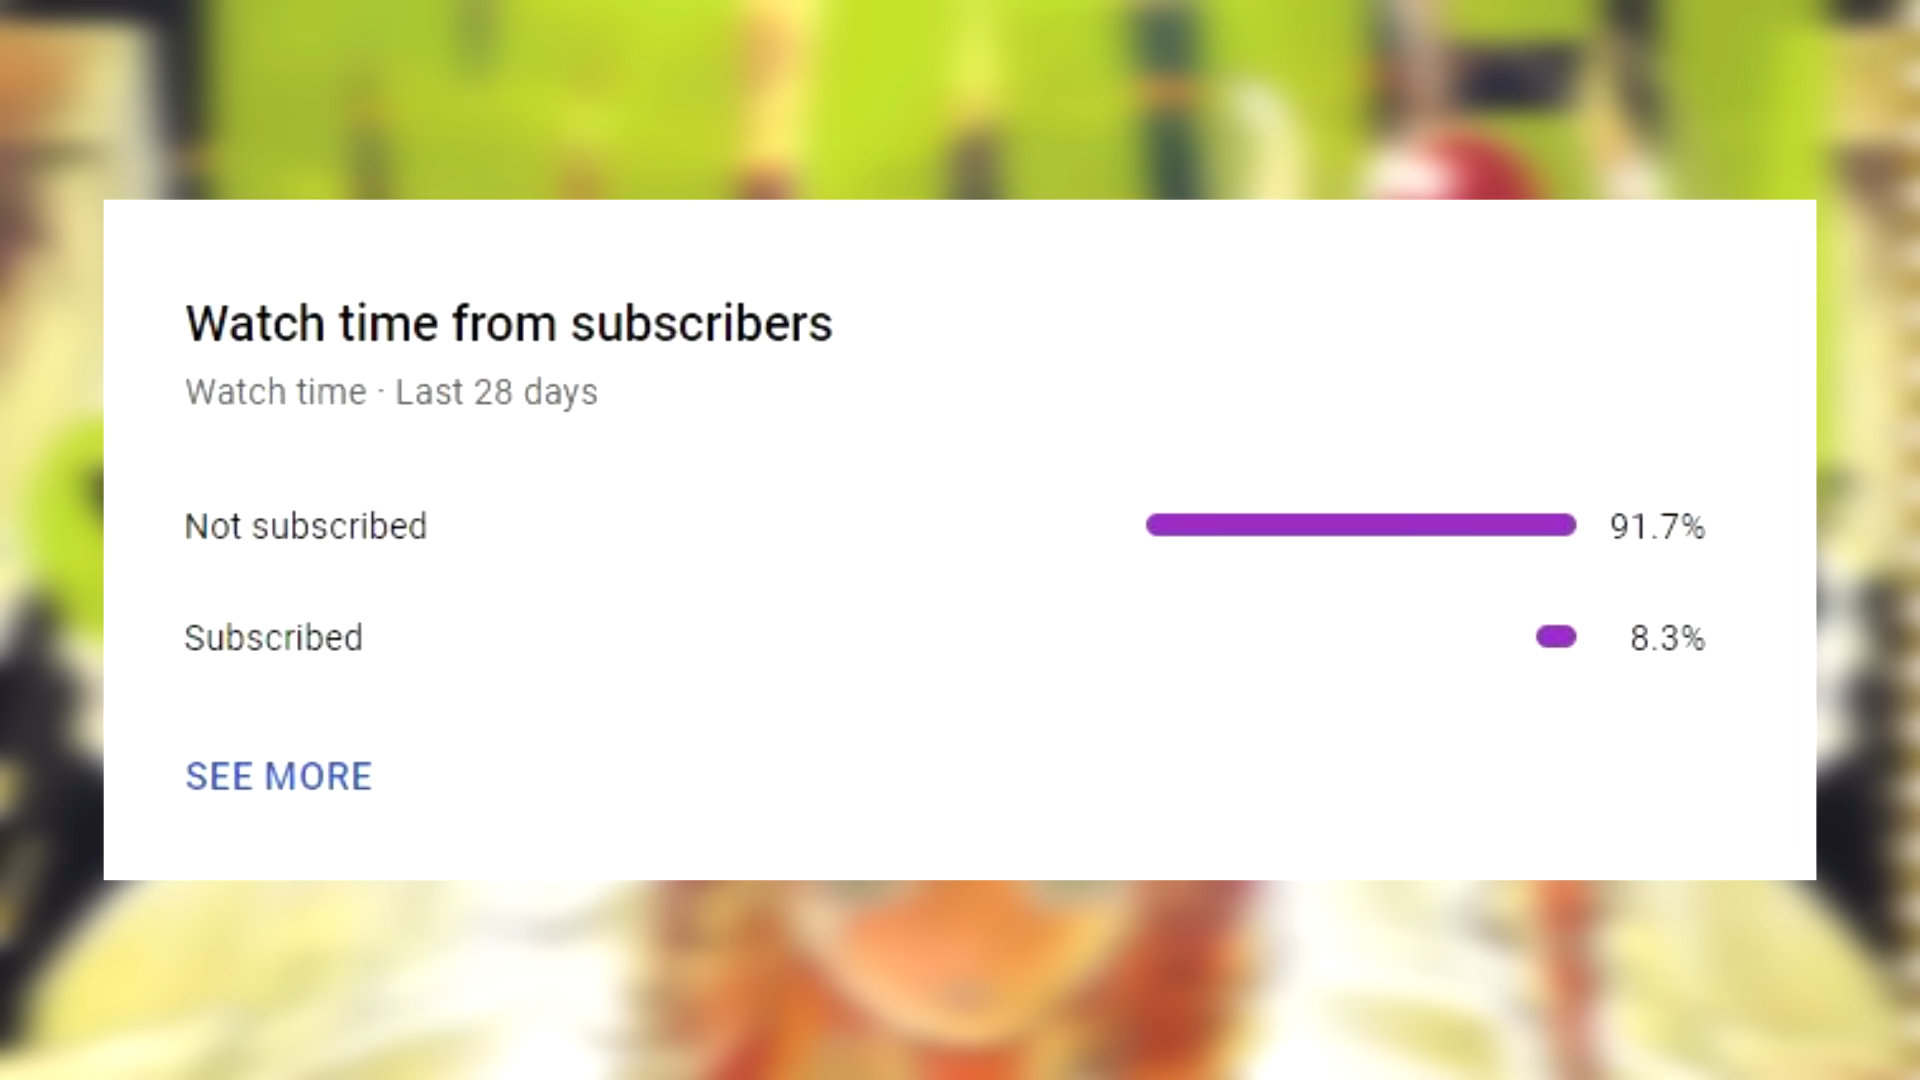 Watch time from subscribers
Watch time · Last 28 days
Not subscribed 91.7%
Subscribed 8.3%
SEE MORE